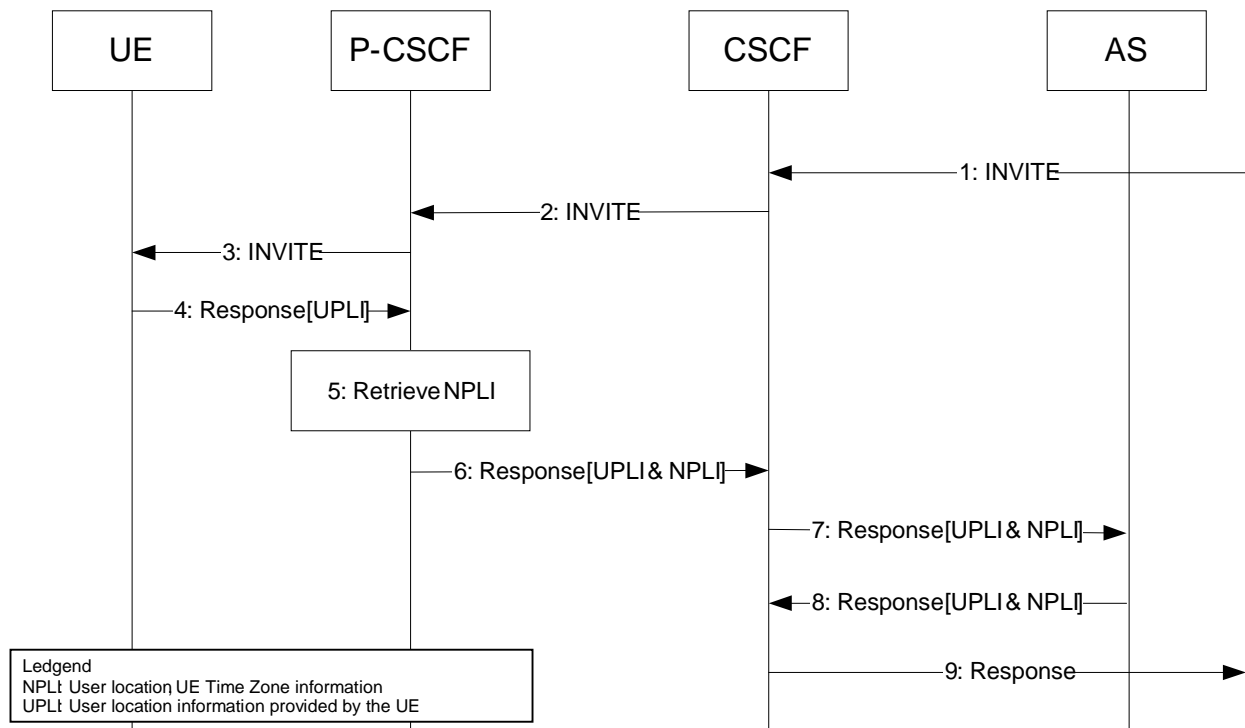 UE
P-CSCF
CSCF
AS
1: INVITE
2: INVITE
3: INVITE
4: Response[UPLI]
5: Retrieve NPLI
6: Response[UPLI & NPLI]
7: Response[UPLI & NPLI]
8: Response[UPLI & NPLI]
9: Response
Ledgend
NPLI: User location, UE Time Zone information
UPLI: User location information provided by the UE